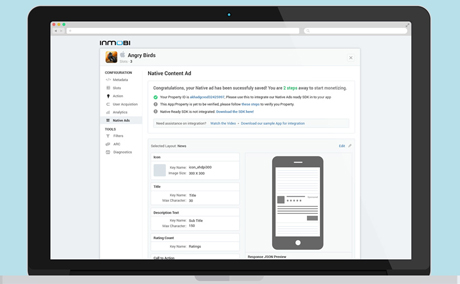 INMOBI
Angry Birds
Stats 3
CONFIGURATION
Metadata
Slots
Action
User Acquisition
Analytics
Native Ads
TOOLS
Filters
ARC
Diagnostics
Native Content Ad
Congratulations, your Native ad has been sucessfuly saved! You are 2 steps away to start monetizing.
Your Property ID is Please use this to integrate our Native Ads ready SDK in to your app
This App Property is yet to be verified, please follow these steps to verify you Property.
Native Ready SDK is not integrated. Download the SDK here!
Need assistance on Integration? Watch the Video - Download our sample App for integration
Selected Layout: News Edit
Icon
Key Name
Image Size 300 X 300
Title
Key Name Title
Max Character 30
Descriptive Text
Key Name Sub Title
Max Character 150
Rating Count
Key Name Ratings
Call to Action
Response JSON Preview